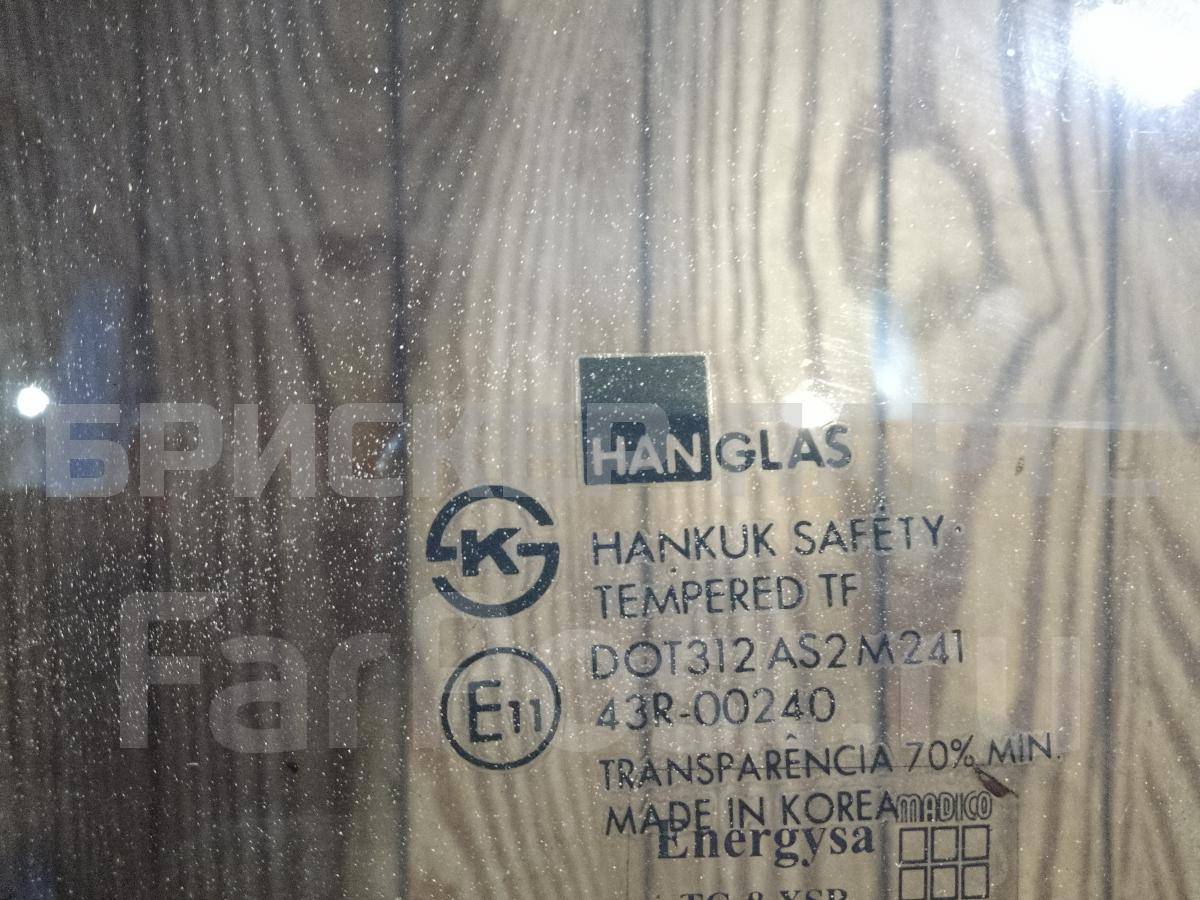 HANGLAS
K
HANKUK SAFETY
TEMPERED TF
E11
DOT312 AS2 M241
43R-00240
TRANSPARÊNCIA 70% MIN.
MADE IN KOREA
MADICO
Energysa